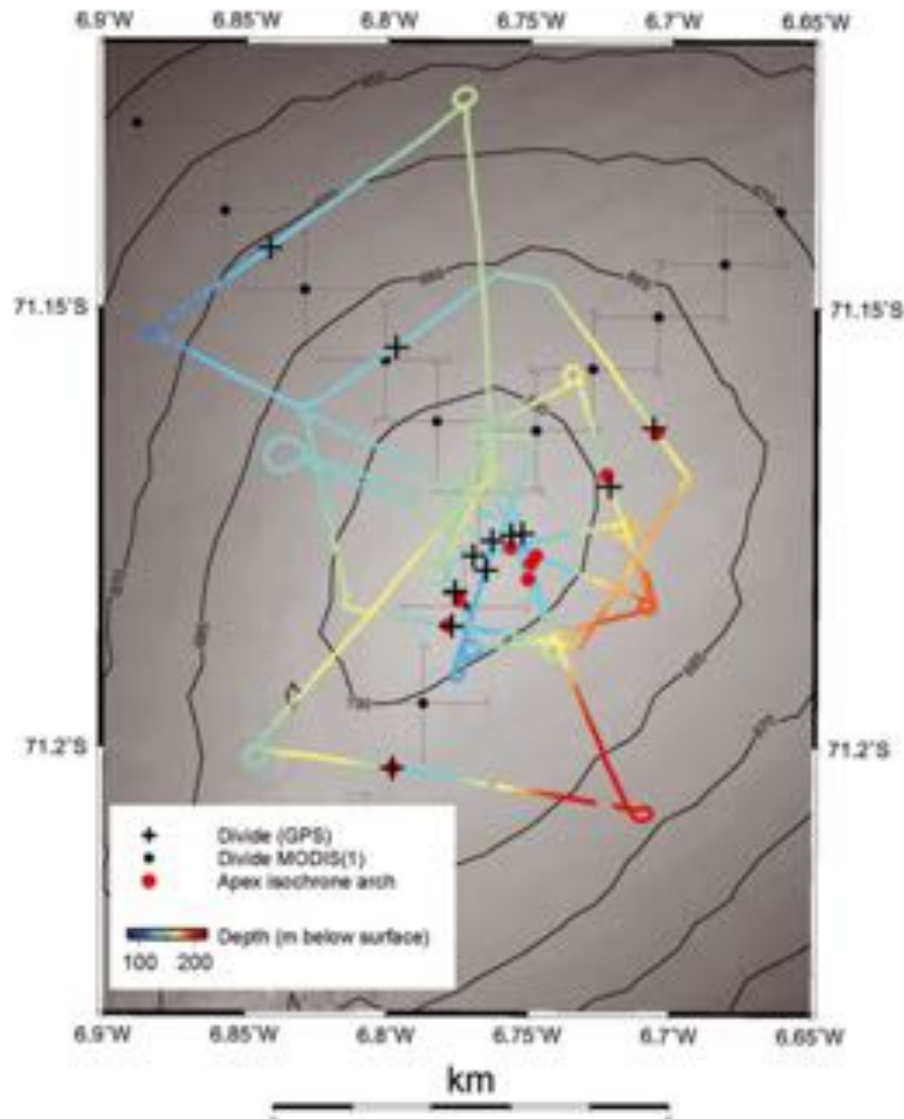 6.9˚W 6.85˚W 6.8˚W 6.75˚W 6.7˚W 6.65˚W
71.15˚S 71.15˚S
71.2˚S 71.2˚S
700
Divide (GPS)
Divide MODIS(1)
Apex isochrone arch
Depth (m below surface)
100 200
6.9˚W 6.85˚W 6.8˚W 6.75˚W 6.7˚W 6.65˚W
km